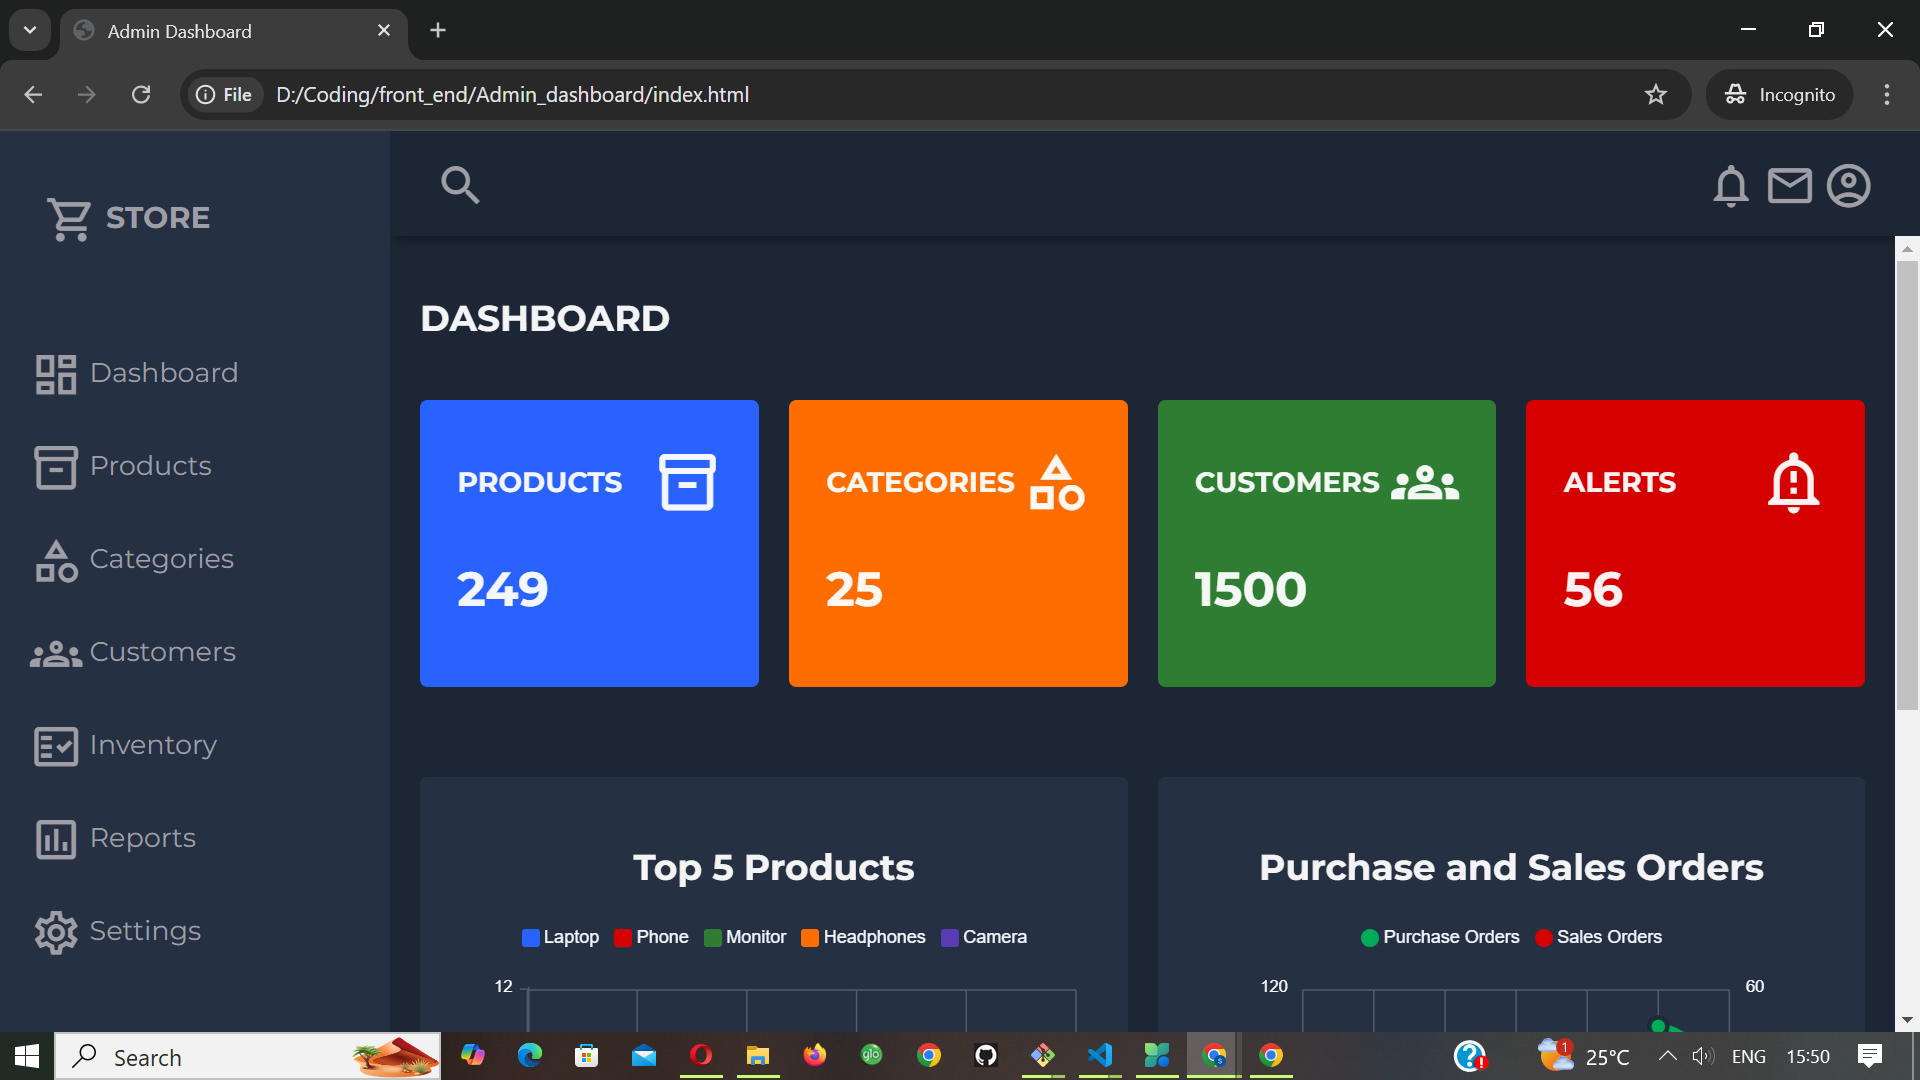 Admin Dashboard
File
D:/Coding/front_end/Admin_dashboard/index.html
Incognito
STORE
Dashboard
Products
Categories
Customers
Inventory
Reports
Settings
DASHBOARD
PRODUCTS
249
CATEGORIES
25
CUSTOMERS
1500
ALERTS
56
Top 5 Products
Laptop Phone Monitor Headphones Camera
12
Purchase and Sales Orders
Purchase Orders Sales Orders
120 60
Search
glo
1
25°C
ENG
15:50